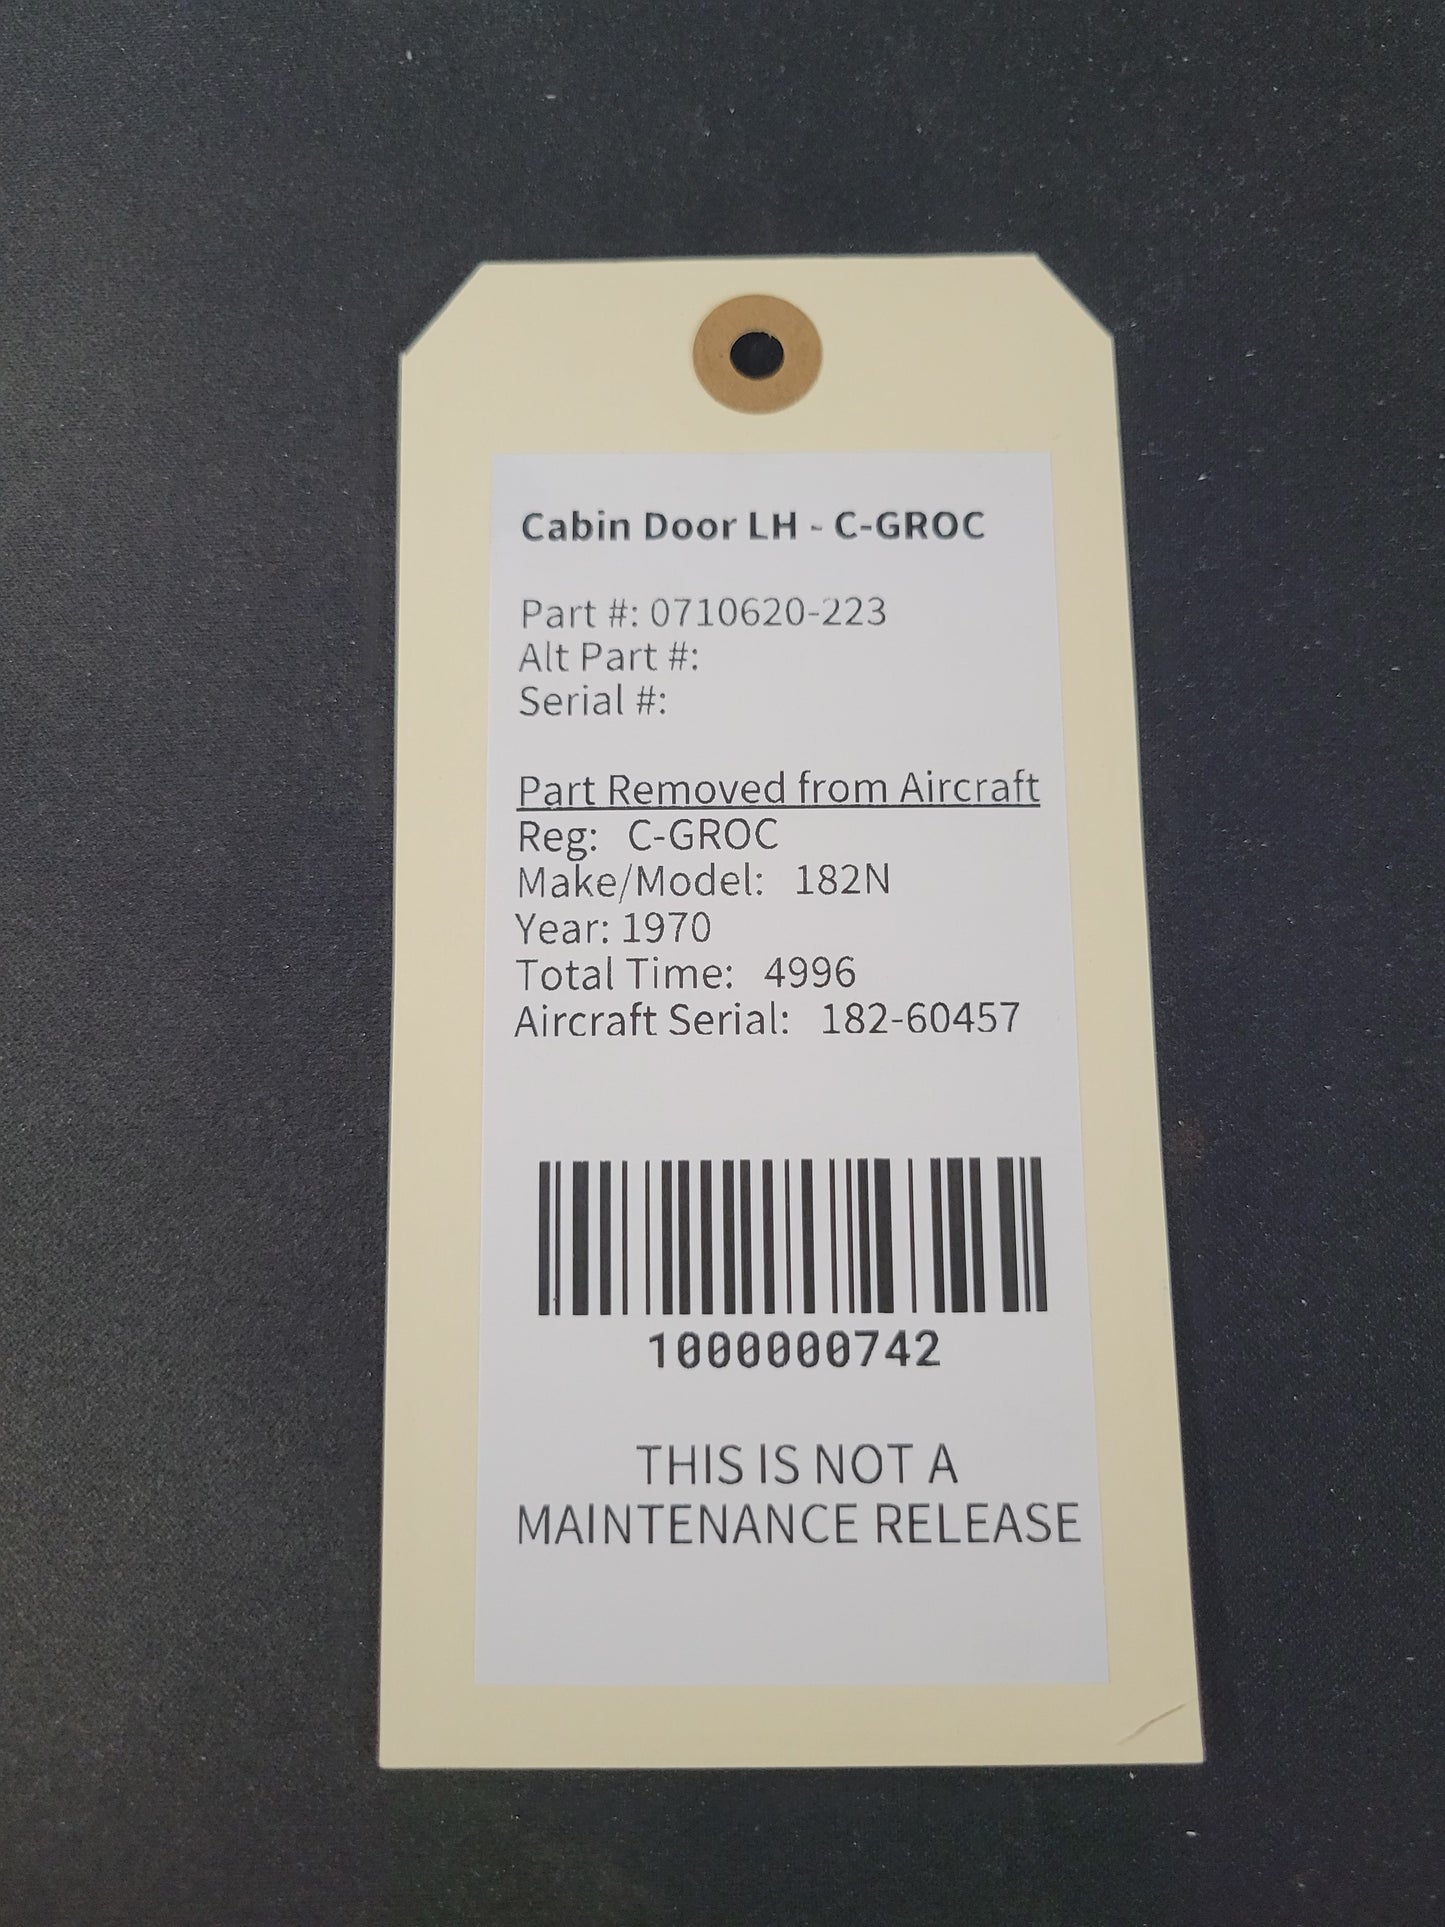 Cabin Door LH - C-GROC
Part #: 0710620-223
Alt Part #:
Serial #:
Part Removed from Aircraft
Reg: C-GROC
Make/Model: 182N
Year: 1970
Total Time: 4996
Aircraft Serial: 182-60457
1000000742
THIS IS NOT A
MAINTENANCE RELEASE